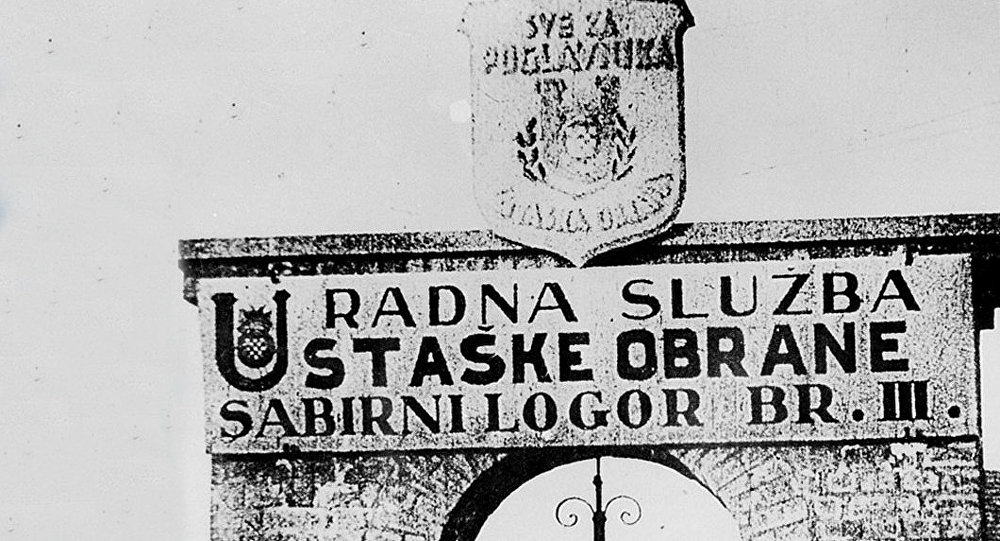 SVE ZA
POGLAVNIKA
RADNA SLUŽBA
USTAŠKE OBRANE
SABIRNI LOGOR BR. III.